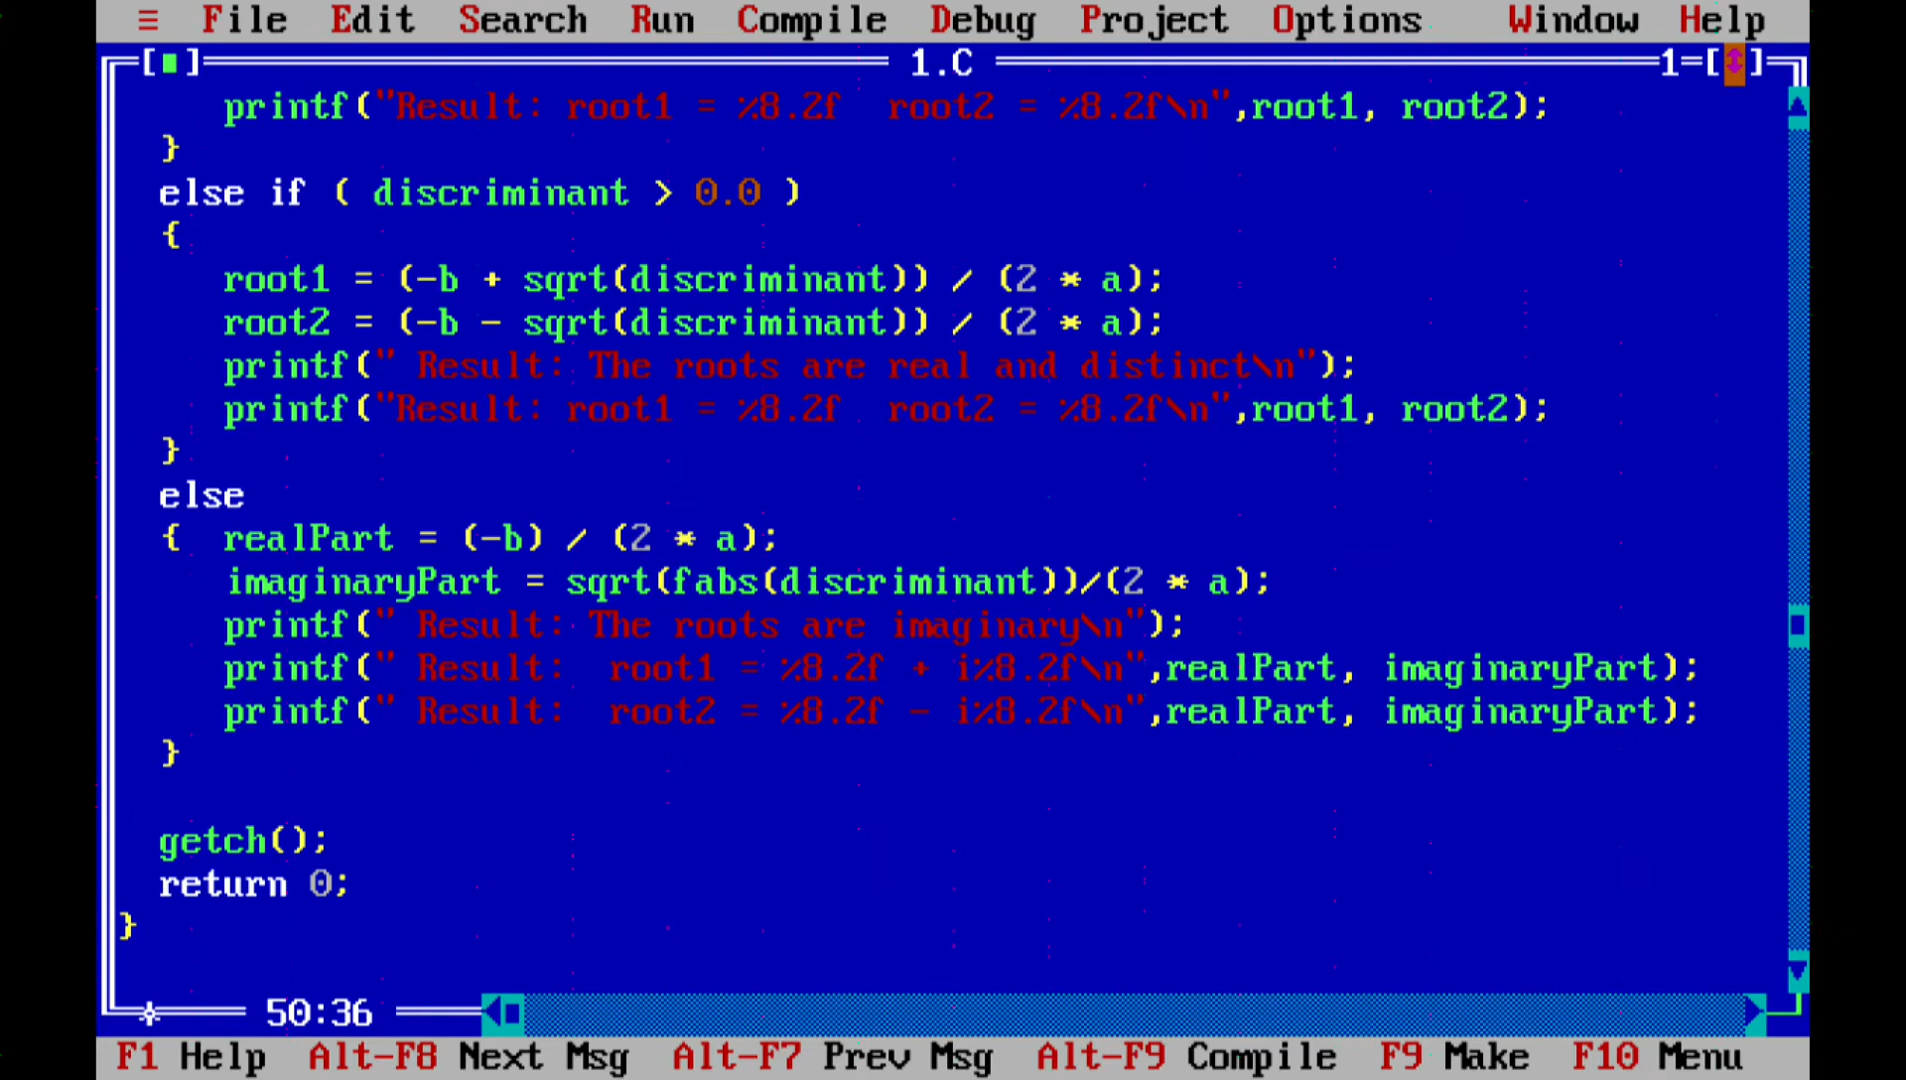 ≡ File Edit Search Run Compile Debug Project Options Window Help
[■] 1.C 1=[↕]
printf("Result: root1 = %8.2f  root2 = %8.2f\n",root1, root2);
}
else if ( discriminant > 0.0 )
{
root1 = (-b + sqrt(discriminant)) / (2 * a);
root2 = (-b - sqrt(discriminant)) / (2 * a);
printf(" Result: The roots are real and distinct\n");
printf("Result: root1 = %8.2f  root2 = %8.2f\n",root1, root2);
}
else
{  realPart = (-b) / (2 * a);
imaginaryPart = sqrt(fabs(discriminant))/(2 * a);
printf(" Result: The roots are imaginary\n");
printf(" Result:  root1 = %8.2f + i%8.2f\n",realPart, imaginaryPart);
printf(" Result:  root2 = %8.2f - i%8.2f\n",realPart, imaginaryPart);
}
getch();
return 0;
}
50:36
F1 Help Alt-F8 Next Msg Alt-F7 Prev Msg Alt-F9 Compile F9 Make F10 Menu